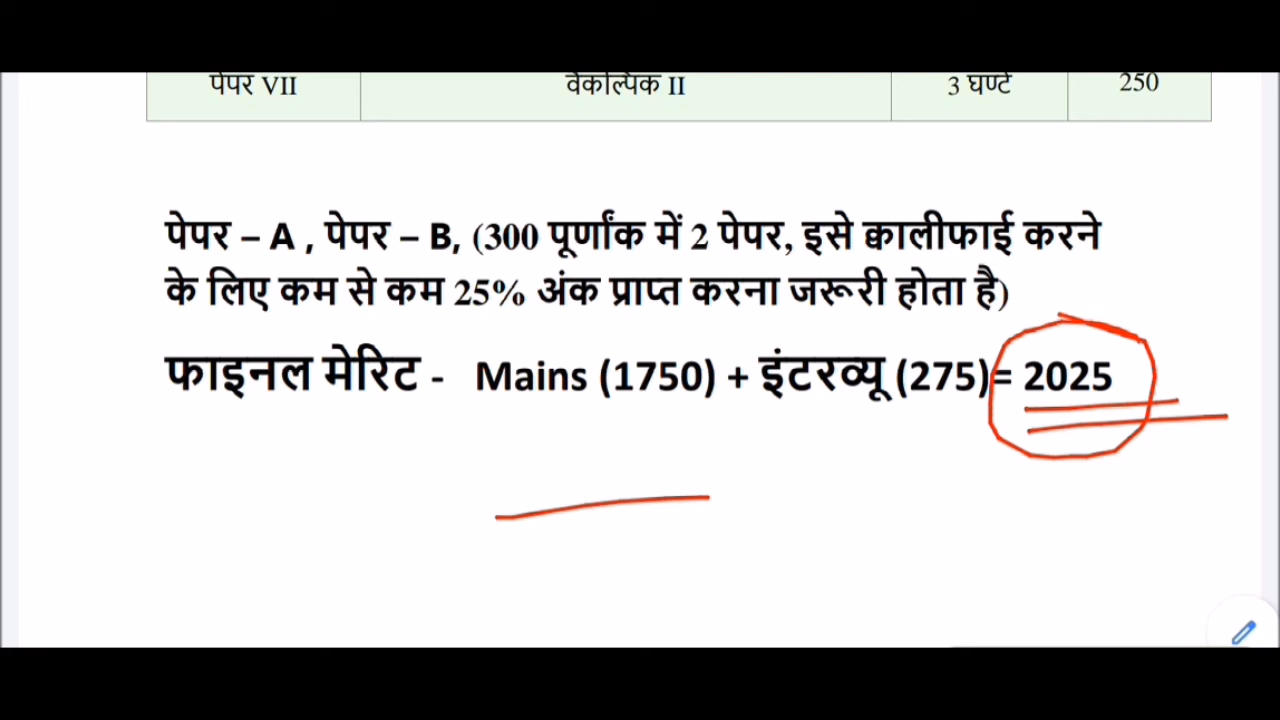 पेपर VII वैकल्पिक II 3 घण्टे 250
पेपर – A , पेपर – B, (300 पूर्णांक में 2 पेपर, इसे क्वालीफाई करने
के लिए कम से कम 25% अंक प्राप्त करना जरूरी होता है)
फाइनल मेरिट - Mains (1750) + इंटरव्यू (275)= 2025